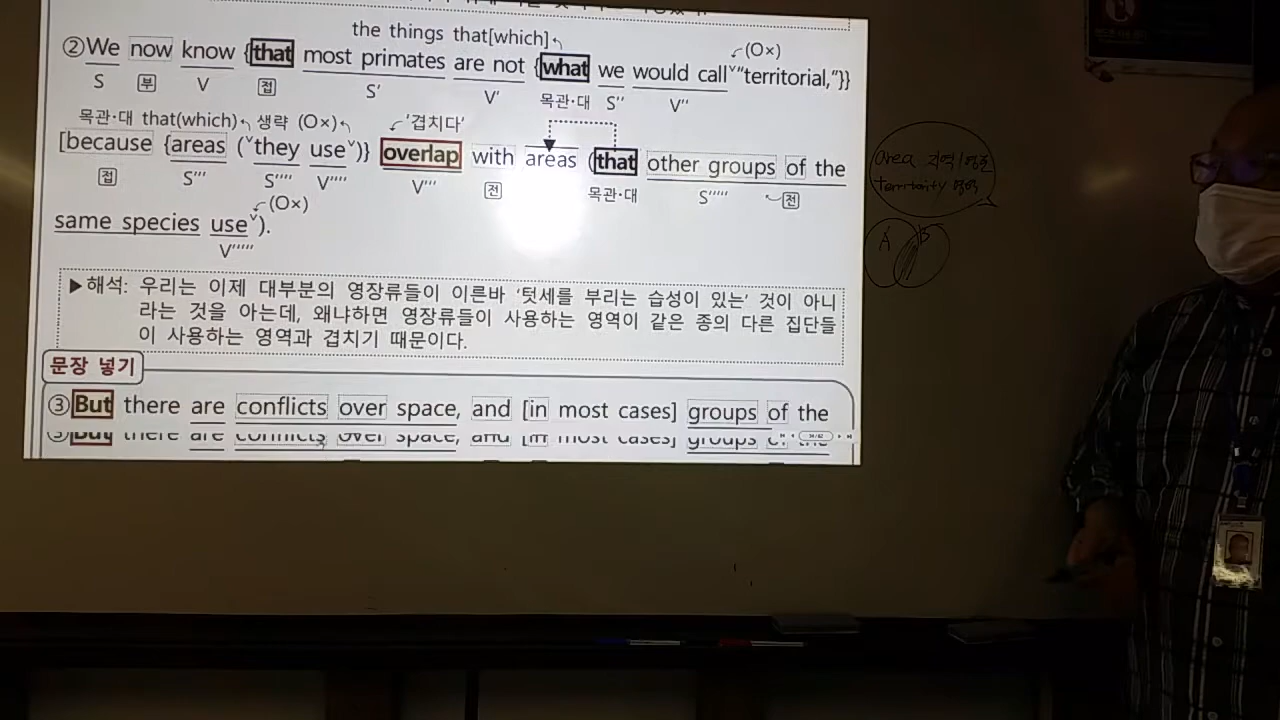 the things that[which]
(O×)
②We now know {that most primates are not {what we would call˅“territorial,”}}
S 부 V 접 S′ V′ 목관·대 S″ V″
목관·대 that(which) 생략 (O×) '겹치다'
[because {areas (˅they use˅)} overlap with areas (that other groups of the
접 S‴ S⁗ V⁗ V‴ 전 목관·대 S‴″ 전
(O×)
same species use˅).
V‴″
▶해석: 우리는 이제 대부분의 영장류들이 이른바 ‘텃세를 부리는 습성이 있는’ 것이 아니
라는 것을 아는데, 왜냐하면 영장류들이 사용하는 영역이 같은 종의 다른 집단들
이 사용하는 영역과 겹치기 때문이다.
문장 넣기
③But there are conflicts over space, and [in most cases] groups of the
area 지역/영토
A B